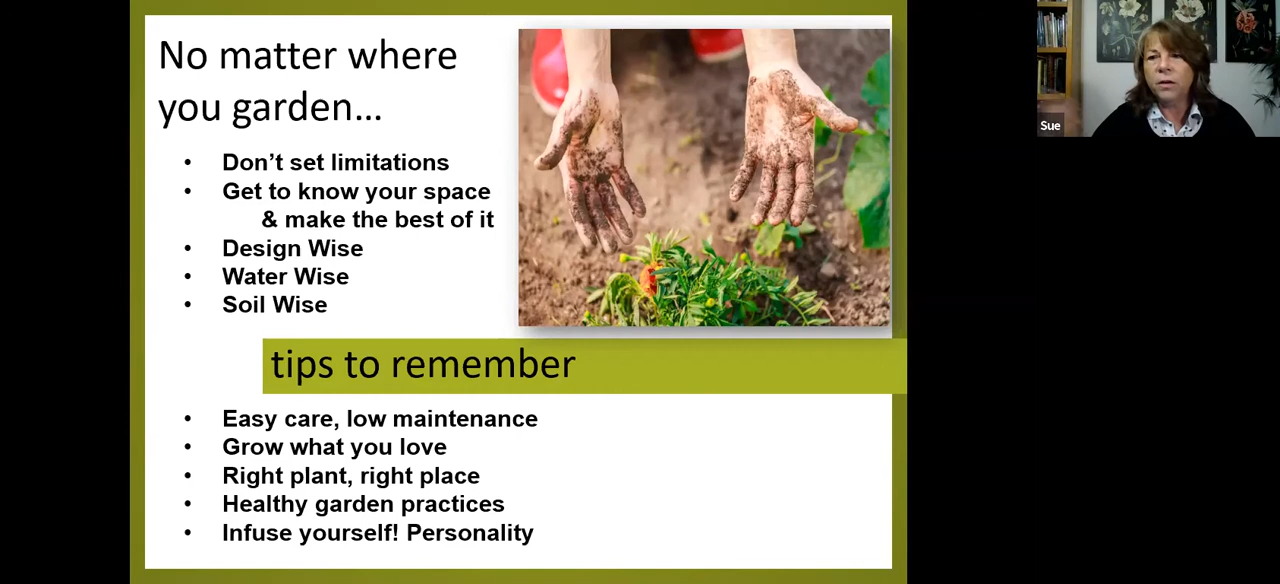 No matter where
you garden...
• Don’t set limitations
• Get to know your space
& make the best of it
• Design Wise
• Water Wise
• Soil Wise
tips to remember
• Easy care, low maintenance
• Grow what you love
• Right plant, right place
• Healthy garden practices
• Infuse yourself! Personality
Sue